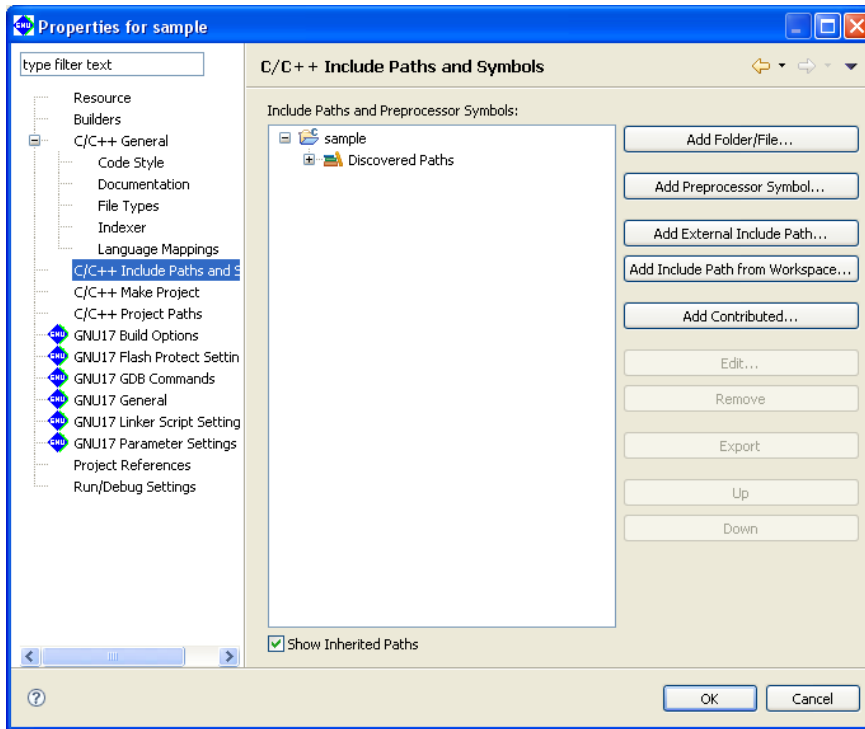 Properties for sample
type filter text
Resource
Builders
C/C++ General
Code Style
Documentation
File Types
Indexer
Language Mappings
C/C++ Include Paths and S
C/C++ Make Project
C/C++ Project Paths
GNU17 Build Options
GNU17 Flash Protect Settin
GNU17 GDB Commands
GNU17 General
GNU17 Linker Script Setting
GNU17 Parameter Settings
Project References
Run/Debug Settings
C/C++ Include Paths and Symbols
Include Paths and Preprocessor Symbols:
sample
Discovered Paths
Add Folder/File...
Add Preprocessor Symbol...
Add External Include Path...
Add Include Path from Workspace...
Add Contributed...
Edit...
Remove
Export
Up
Down
Show Inherited Paths
OK
Cancel